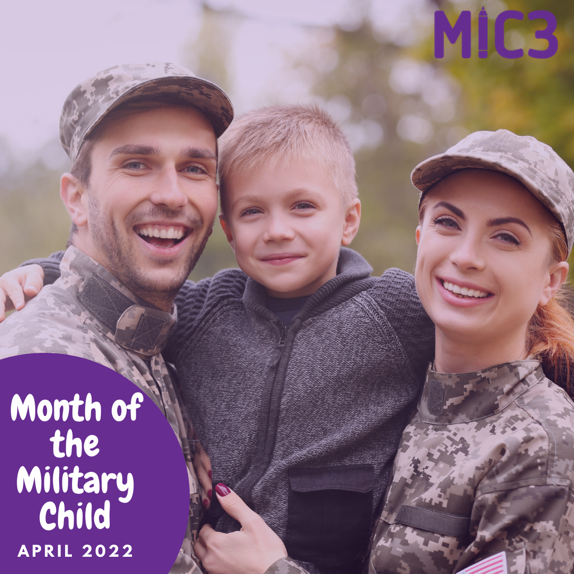 MIC3
Month of
the
Military
Child
APRIL 2022